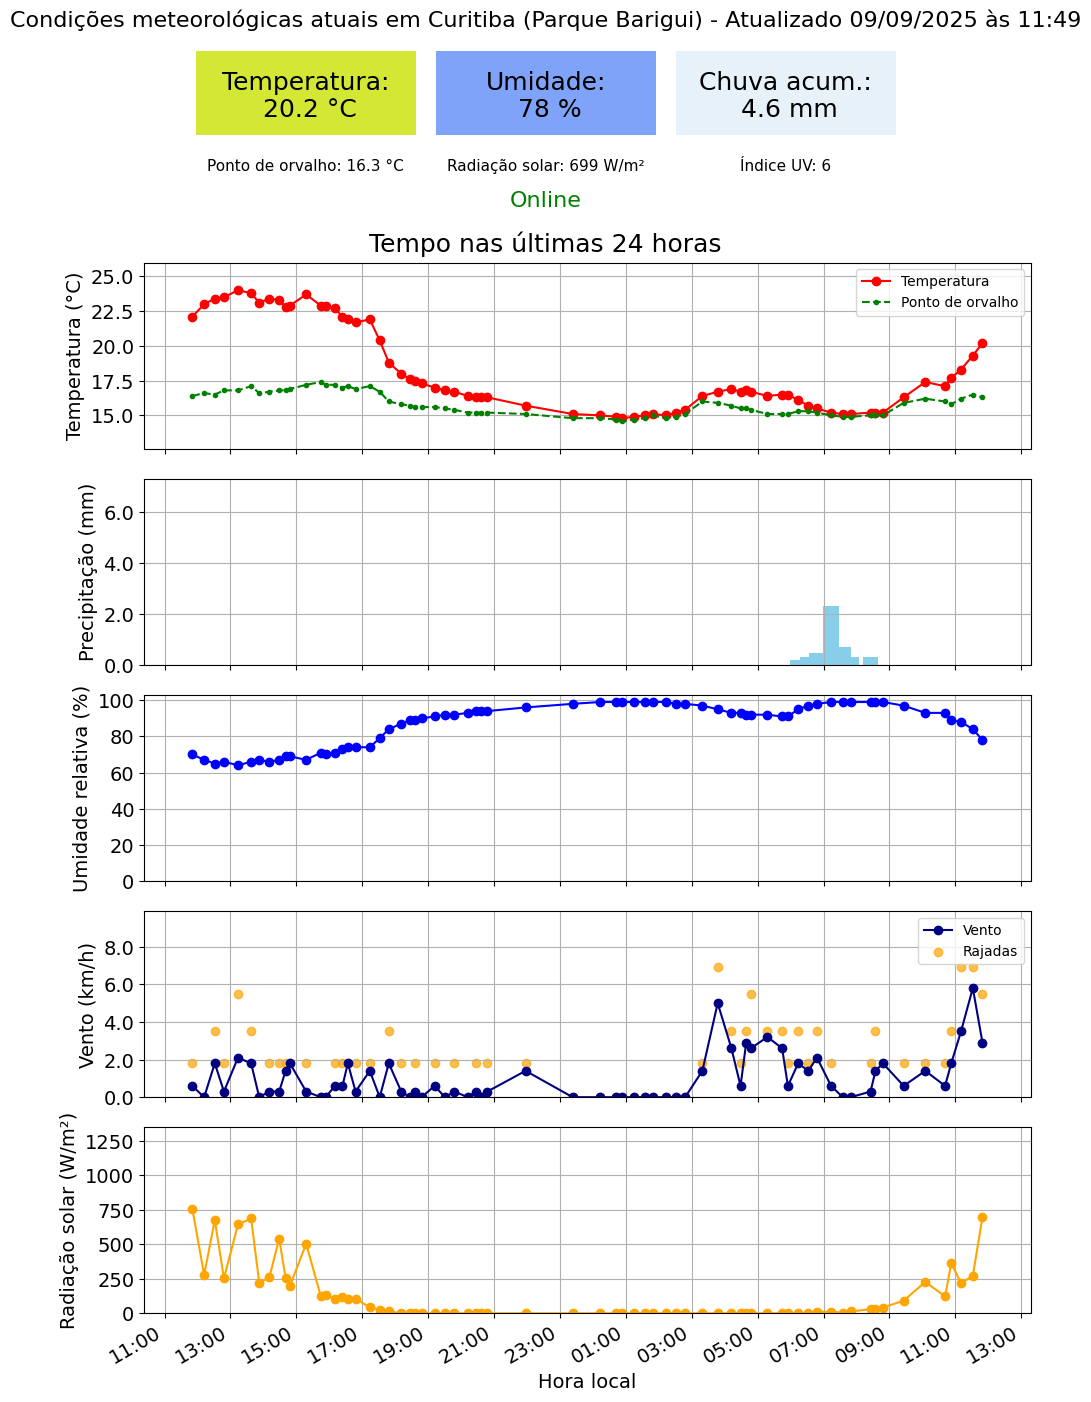 Condições meteorológicas atuais em Curitiba (Parque Barigui) - Atualizado 09/09/2025 às 11:49
Temperatura:
20.2 °C
Umidade:
78 %
Chuva acum.:
4.6 mm
Ponto de orvalho: 16.3 °C
Radiação solar: 699 W/m²
Índice UV: 6
Online
Tempo nas últimas 24 horas
Temperatura (°C)
25.0
22.5
20.0
17.5
15.0
Temperatura
Ponto de orvalho
Precipitação (mm)
6.0
4.0
2.0
0.0
Umidade relativa (%)
100
80
60
40
20
0
Vento (km/h)
8.0
6.0
4.0
2.0
0.0
Vento
Rajadas
Radiação solar (W/m²)
1250
1000
750
500
250
0
11:00
13:00
15:00
17:00
19:00
21:00
23:00
01:00
03:00
05:00
07:00
09:00
11:00
13:00
Hora local